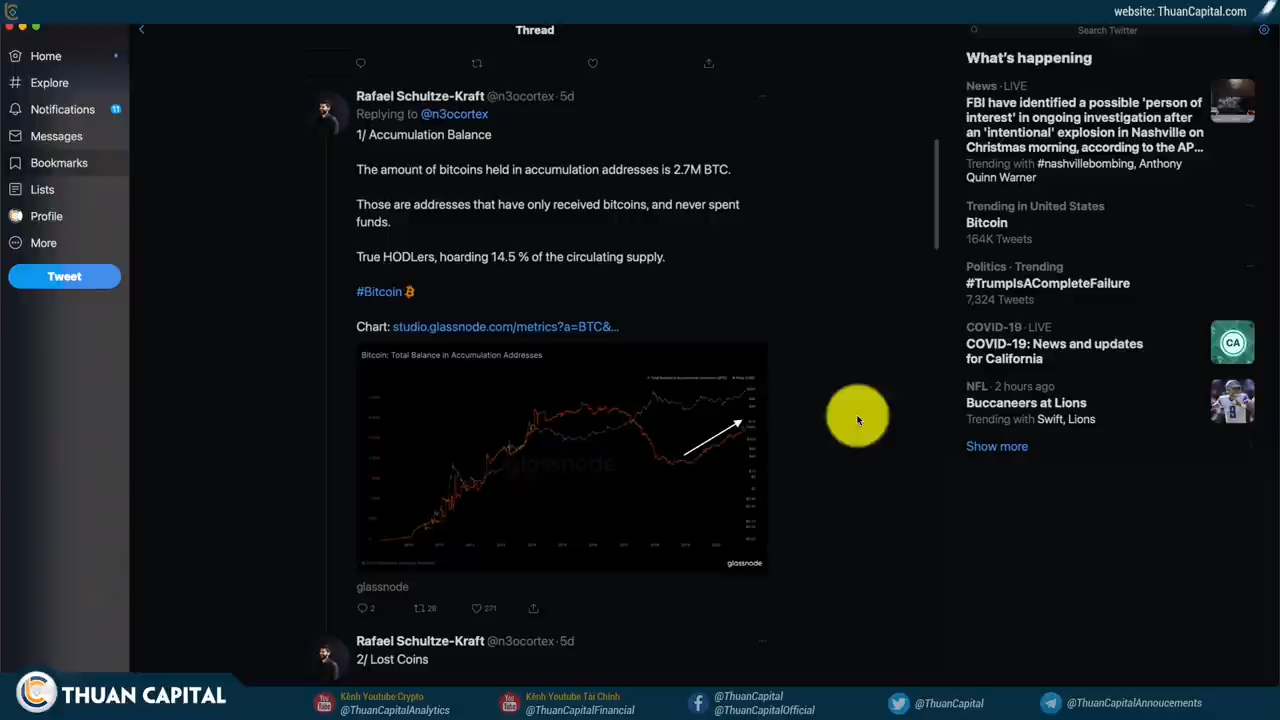 website: ThuanCapital.com
Thread
Search Twitter
Home
Explore
Notifications 11
Messages
Bookmarks
Lists
Profile
More
Tweet
Rafael Schultze-Kraft @n3ocortex · 5d
Replying to @n3ocortex
1/ Accumulation Balance
The amount of bitcoins held in accumulation addresses is 2.7M BTC.
Those are addresses that have only received bitcoins, and never spent
funds.
True HODLers, hoarding 14.5 % of the circulating supply.
#Bitcoin
Chart: studio.glassnode.com/metrics?a=BTC&...
Bitcoin: Total Balance in Accumulation Addresses
glassnode
glassnode
glassnode
2 28 271
Rafael Schultze-Kraft @n3ocortex · 5d
2/ Lost Coins
What's happening
News · LIVE
FBI have identified a possible 'person of
interest' in ongoing investigation after
an 'intentional' explosion in Nashville on
Christmas morning, according to the AP...
Trending with #nashvillebombing, Anthony
Quinn Warner
Trending in United States
Bitcoin
164K Tweets
Politics · Trending
#TrumpIsACompleteFailure
7,324 Tweets
COVID-19 · LIVE
COVID-19: News and updates
for California
CA
NFL · 2 hours ago
Buccaneers at Lions
Trending with Swift, Lions
Show more
THUAN CAPITAL
Kênh Youtube Crypto
@ThuanCapitalAnalytics
Kênh Youtube Tài Chính
@ThuanCapitalFinancial
@ThuanCapital
@ThuanCapitalOfficial
@ThuanCapital
@ThuanCapitalAnnoucements